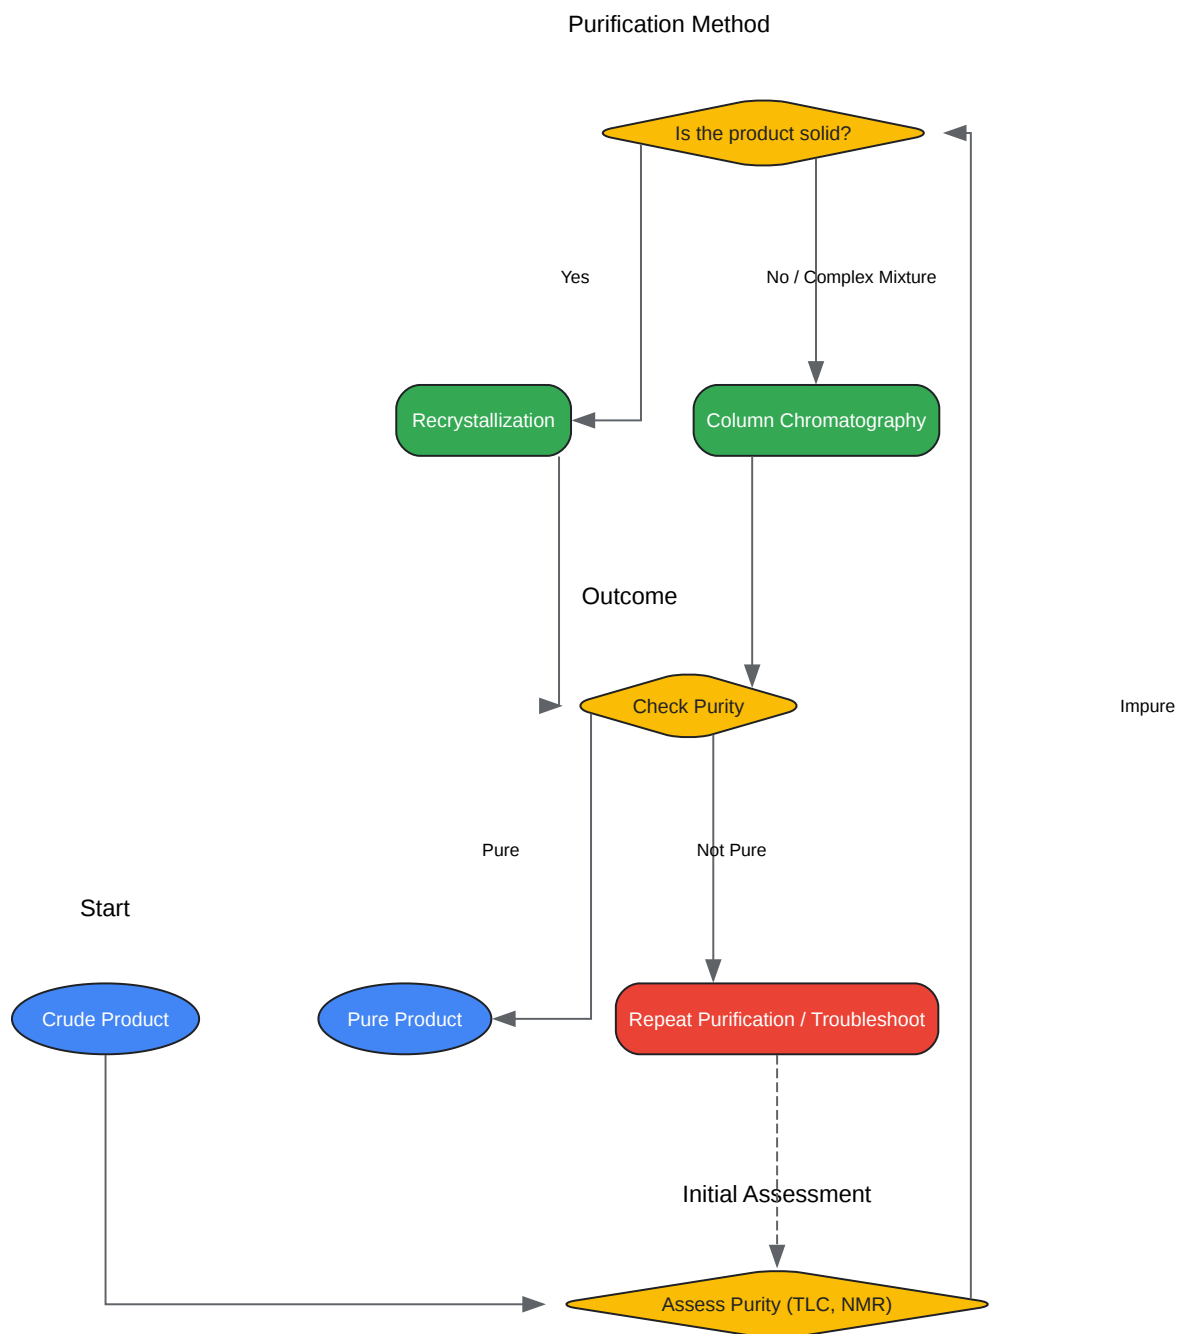 Purification Method
Is the product solid?
Yes
No / Complex Mixture
Recrystallization
Column Chromatography
Outcome
Check Purity
Impure
Pure
Not Pure
Start
Crude Product
Pure Product
Repeat Purification / Troubleshoot
Initial Assessment
Assess Purity (TLC, NMR)